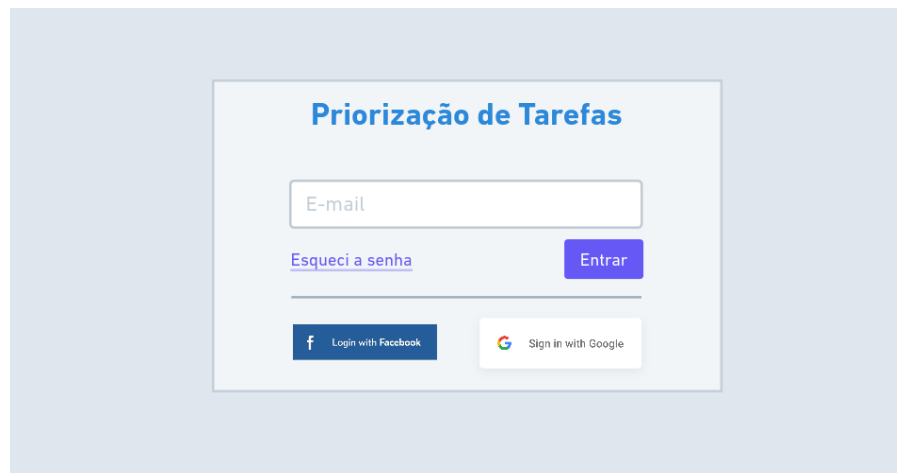 Priorização de Tarefas
E-mail
Esqueci a senha
Entrar
Login with Facebook
Sign in with Google